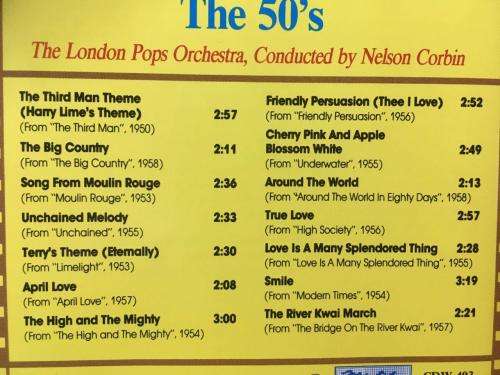 The 50's
The London Pops Orchestra, Conducted by Nelson Corbin
The Third Man Theme
(Harry Lime's Theme) 2:57
(From "The Third Man", 1950)
The Big Country 2:11
(From "The Big Country", 1958)
Song From Moulin Rouge 2:36
(From "Moulin Rouge", 1953)
Unchained Melody 2:33
(From "Unchained", 1955)
Terry's Theme (Eternally) 2:30
(From "Limelight", 1953)
April Love 2:08
(From "April Love", 1957)
The High and The Mighty 3:00
(From "The High and The Mighty", 1954)
Friendly Persuasion (Thee I Love) 2:52
(From "Friendly Persuasion", 1956)
Cherry Pink And Apple
Blossom White 2:49
(From "Underwater", 1955)
Around The World 2:13
(From "Around The World In Eighty Days", 1958)
True Love 2:57
(From "High Society", 1956)
Love Is A Many Splendored Thing 2:28
(From "Love Is A Many Splendored Thing", 1955)
Smile 3:19
(From "Modern Times", 1954)
The River Kwai March 2:21
(From "The Bridge On The River Kwai", 1957)